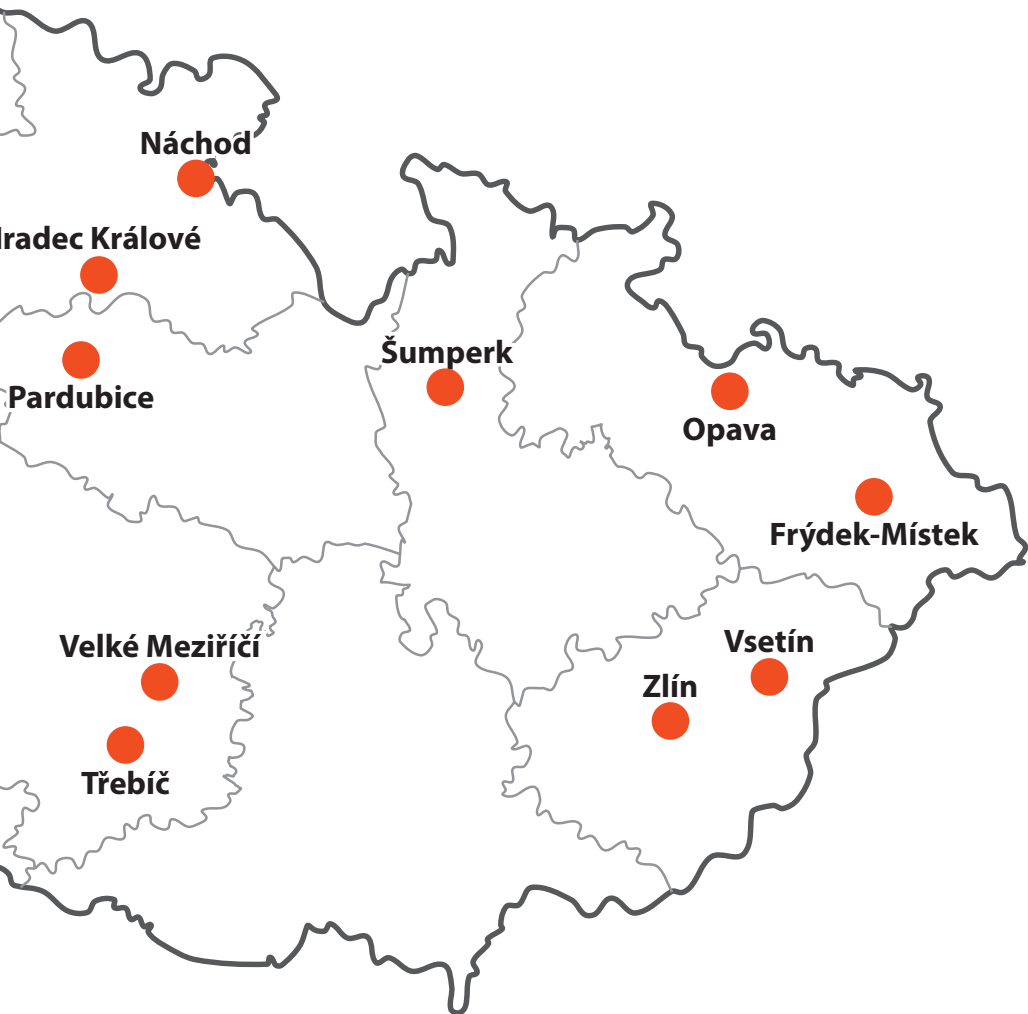 Náchod
radec Králové
Pardubice
Šumperk
Opava
Frýdek-Místek
Velké Meziříčí
Vsetín
Zlín
Třebíč